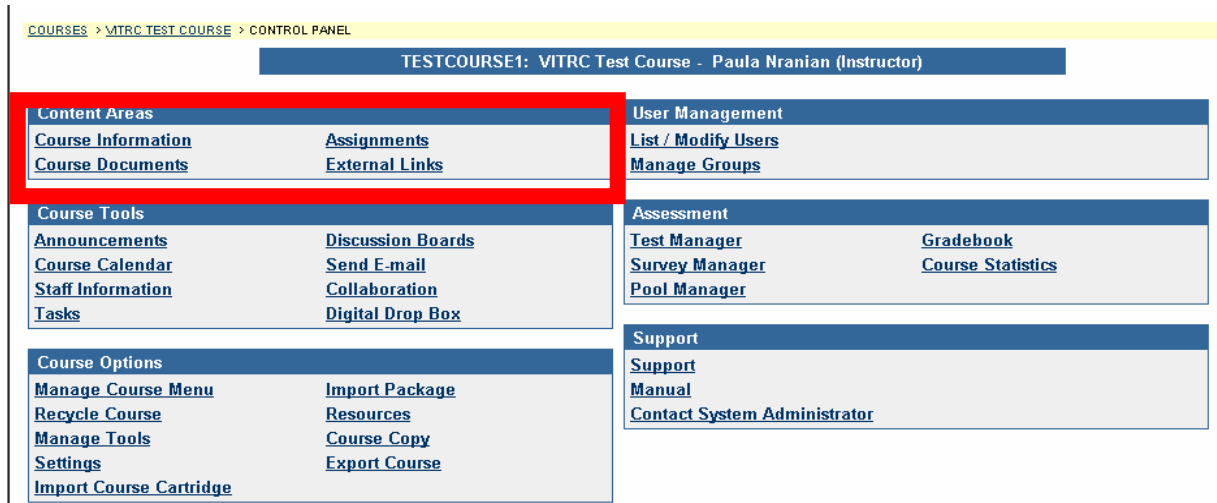 COURSES > VITRC TEST COURSE > CONTROL PANEL
TESTCOURSE1: VITRC Test Course - Paula Nranian (Instructor)
Content Areas
Course Information Assignments
Course Documents External Links
User Management
List / Modify Users
Manage Groups
Course Tools
Announcements Discussion Boards
Course Calendar Send E-mail
Staff Information Collaboration
Tasks Digital Drop Box
Assessment
Test Manager Gradebook
Survey Manager Course Statistics
Pool Manager
Course Options
Manage Course Menu Import Package
Recycle Course Resources
Manage Tools Course Copy
Settings Export Course
Import Course Cartridge
Support
Support
Manual
Contact System Administrator